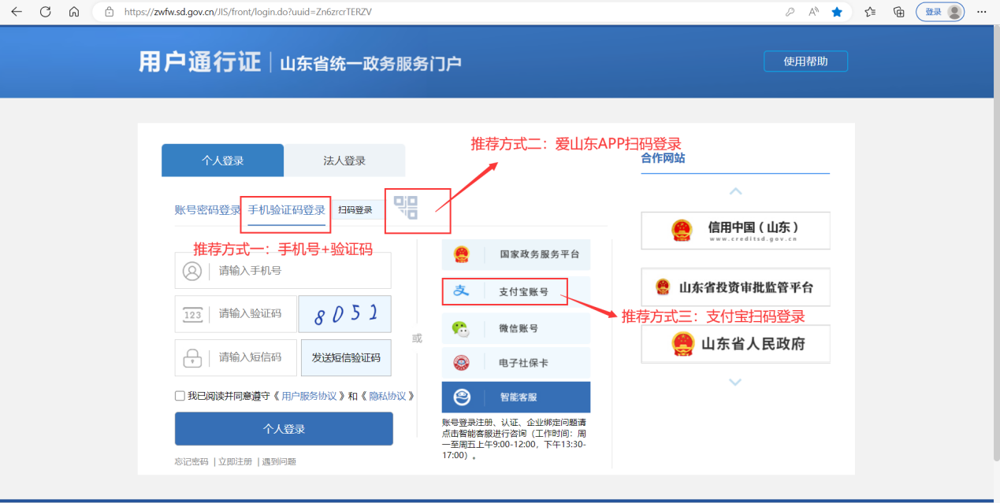 https://zwfw.sd.gov.cn/JIS/front/login.do?uuid=Zn6zrcrTERZV
登录
用户通行证 | 山东省统一政务服务门户
使用帮助
推荐方式二：爱山东APP扫码登录
个人登录
法人登录
合作网站
账号密码登录
手机验证码登录
扫码登录
推荐方式一：手机号+验证码
请输入手机号
123
请输入验证码
8052
请输入短信码
发送短信验证码
我已阅读并同意遵守《 用户服务协议 》和《 隐私协议 》
个人登录
忘记密码 | 立即注册 | 遇到问题
或
国家政务服务平台
支付宝账号
微信账号
电子社保卡
智能客服
账号登录注册、认证、企业绑定问题请
点击智能客服进行咨询（工作时间：周
一至周五上午9:00-12:00，下午13:30-
17:00）。
信用中国（山东）
www.creditsd.gov.cn
山东省投资审批监管平台
推荐方式三：支付宝扫码登录
山东省人民政府